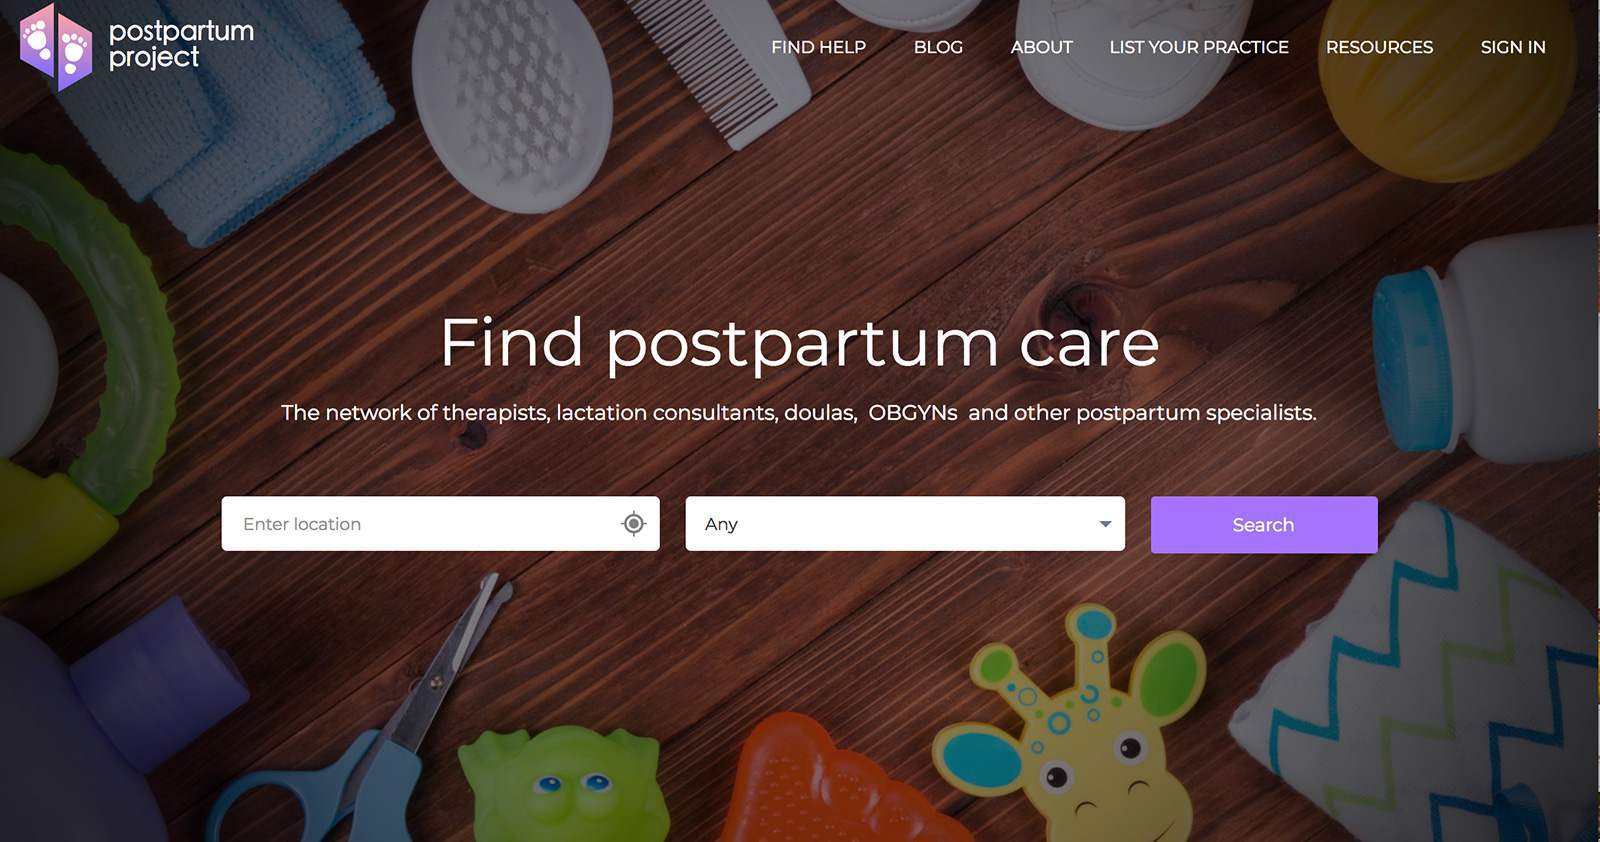 postpartum
project
FIND HELP BLOG ABOUT LIST YOUR PRACTICE RESOURCES SIGN IN
Find postpartum care
The network of therapists, lactation consultants, doulas, OBGYNs and other postpartum specialists.
Enter location Any Search